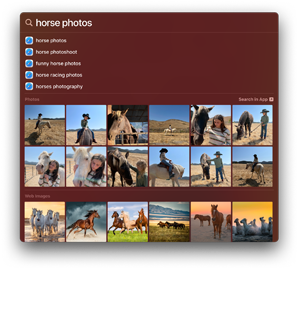 horse photos
horse photos
horse photoshoot
funny horse photos
horse racing photos
horses photography
Photos
Search in App
Web Images